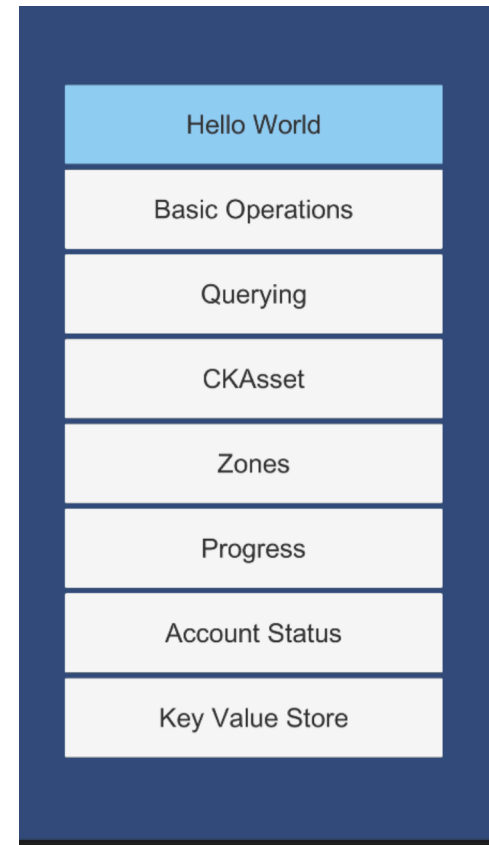 Hello World
Basic Operations
Querying
CKAsset
Zones
Progress
Account Status
Key Value Store